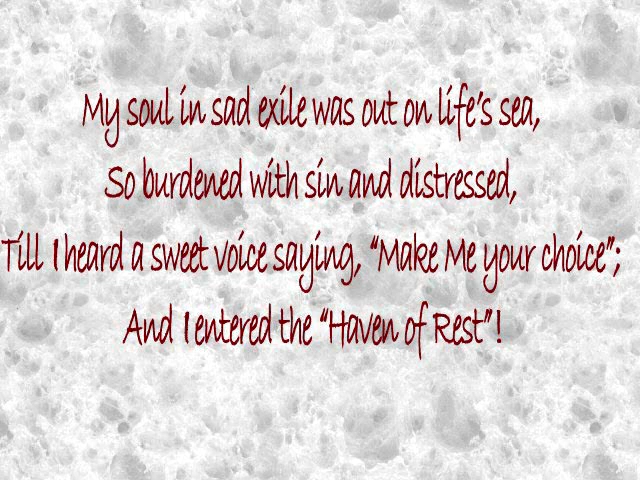 My soul in sad exile was out on life's sea,
So burdened with sin and distressed,
Till I heard a sweet voice saying, “Make Me your choice”;
And I entered the “Haven of Rest”!